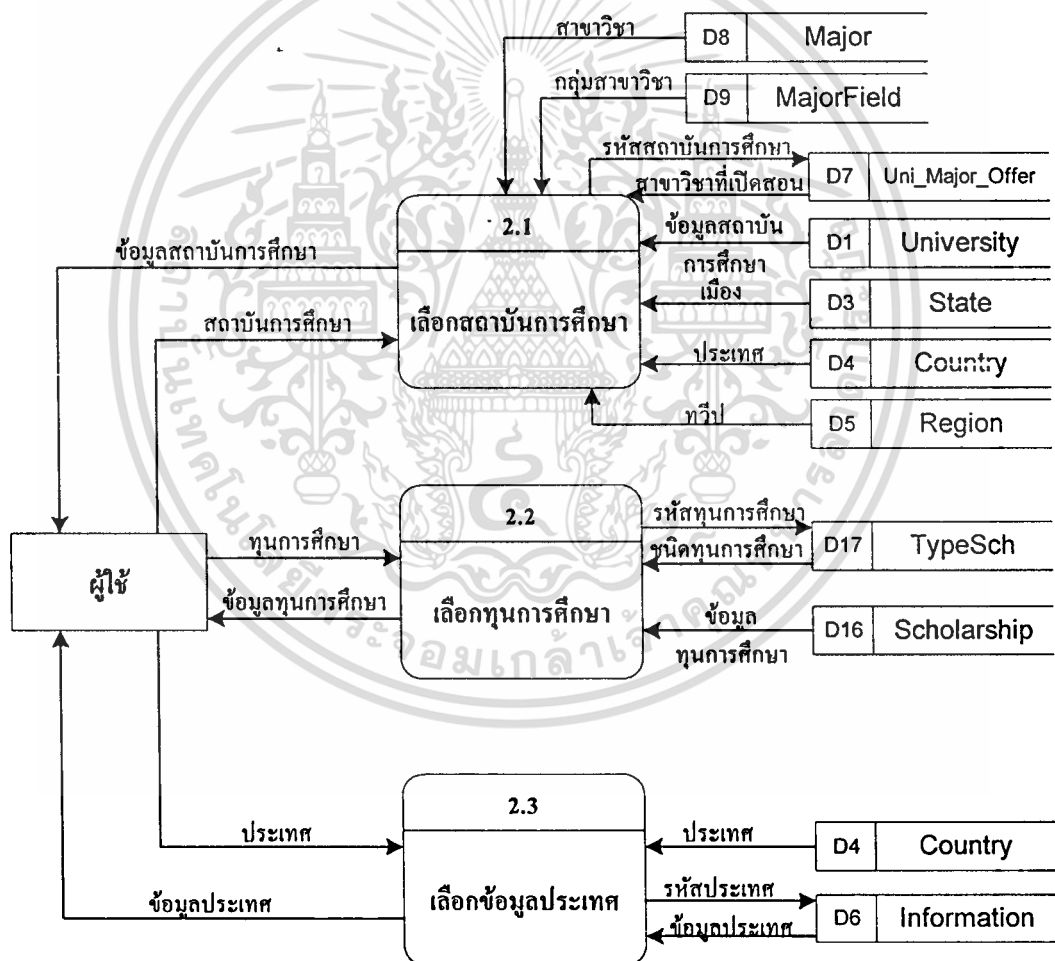 สาขาวิชา
D8 Major
กลุ่มสาขาวิชา
D9 MajorField
รหัสสถาบันการศึกษา
สาขาวิชาที่เปิดสอน
D7 Uni_Major_Offer
2.1
ข้อมูลสถาบัน
การศึกษา
D1 University
ข้อมูลสถาบันการศึกษา
เมือง
D3 State
สถาบันการศึกษา
เลือกสถาบันการศึกษา
ประเทศ
D4 Country
ทวีป
D5 Region
2.2
รหัสทุนการศึกษา
ชนิดทุนการศึกษา
D17 TypeSch
ทุนการศึกษา
ผู้ใช้
ข้อมูลทุนการศึกษา
เลือกทุนการศึกษา
ข้อมูล
ทุนการศึกษา
D16 Scholarship
2.3
ประเทศ
ประเทศ
D4 Country
ข้อมูลประเทศ
เลือกข้อมูลประเทศ
รหัสประเทศ
ข้อมูลประเทศ
D6 Information